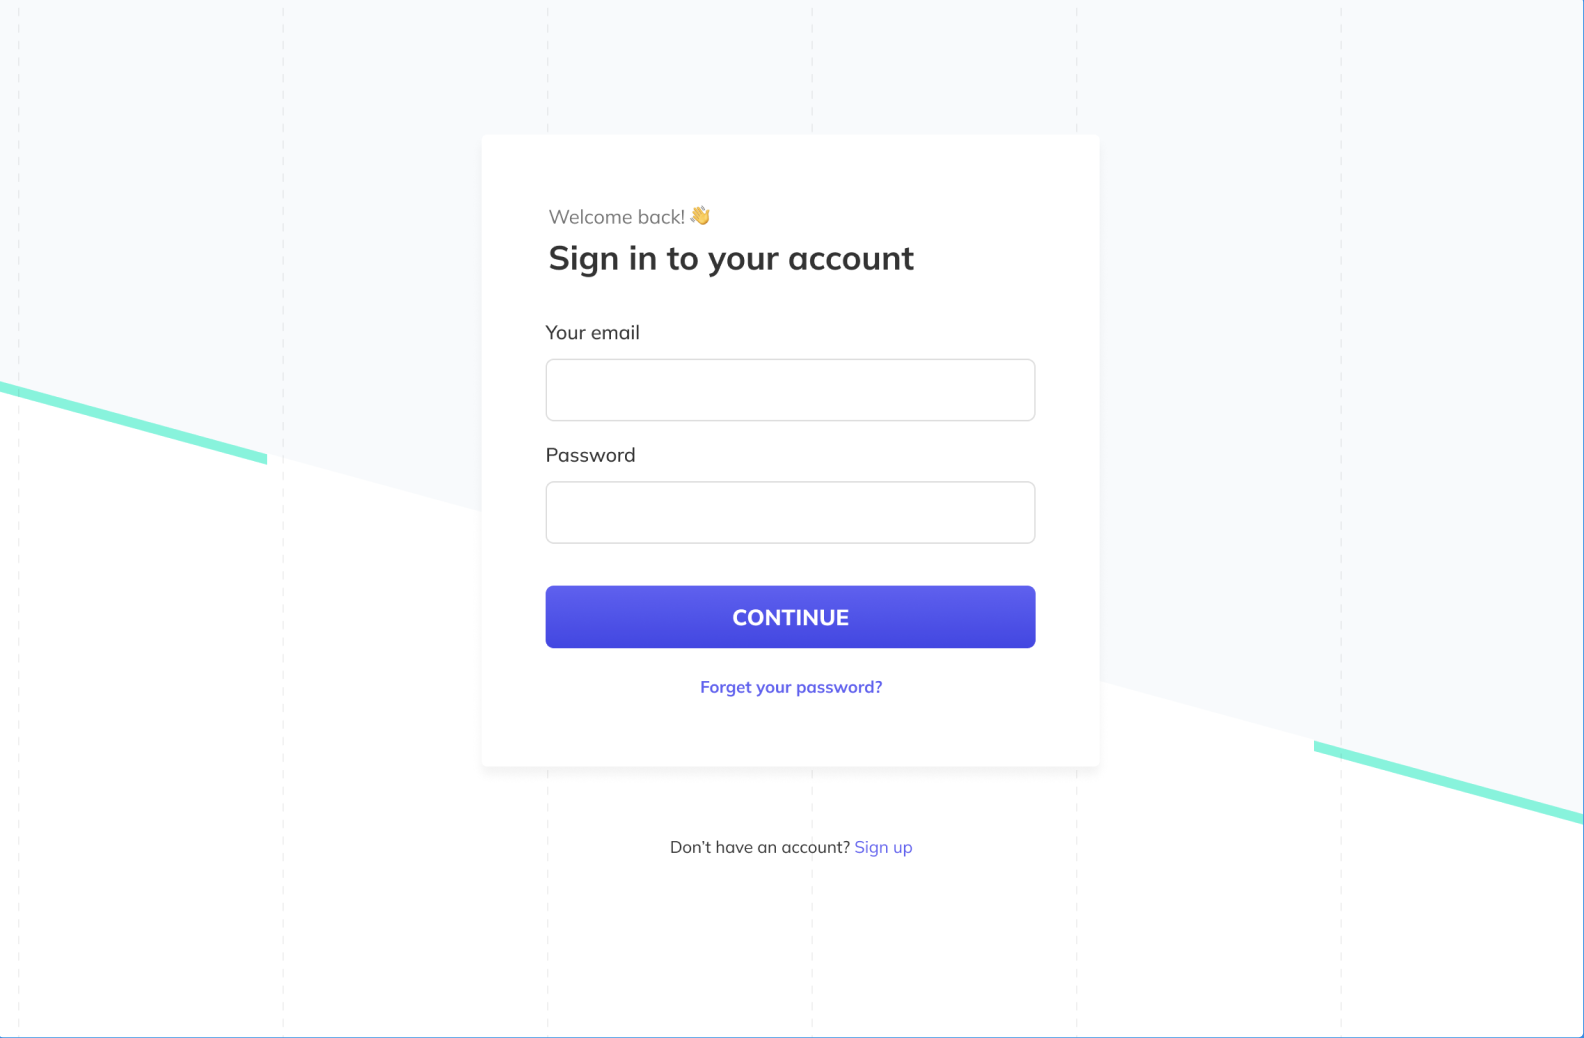 Welcome back! 👋
Sign in to your account
Your email
Password
CONTINUE
Forget your password?
Don’t have an account? Sign up